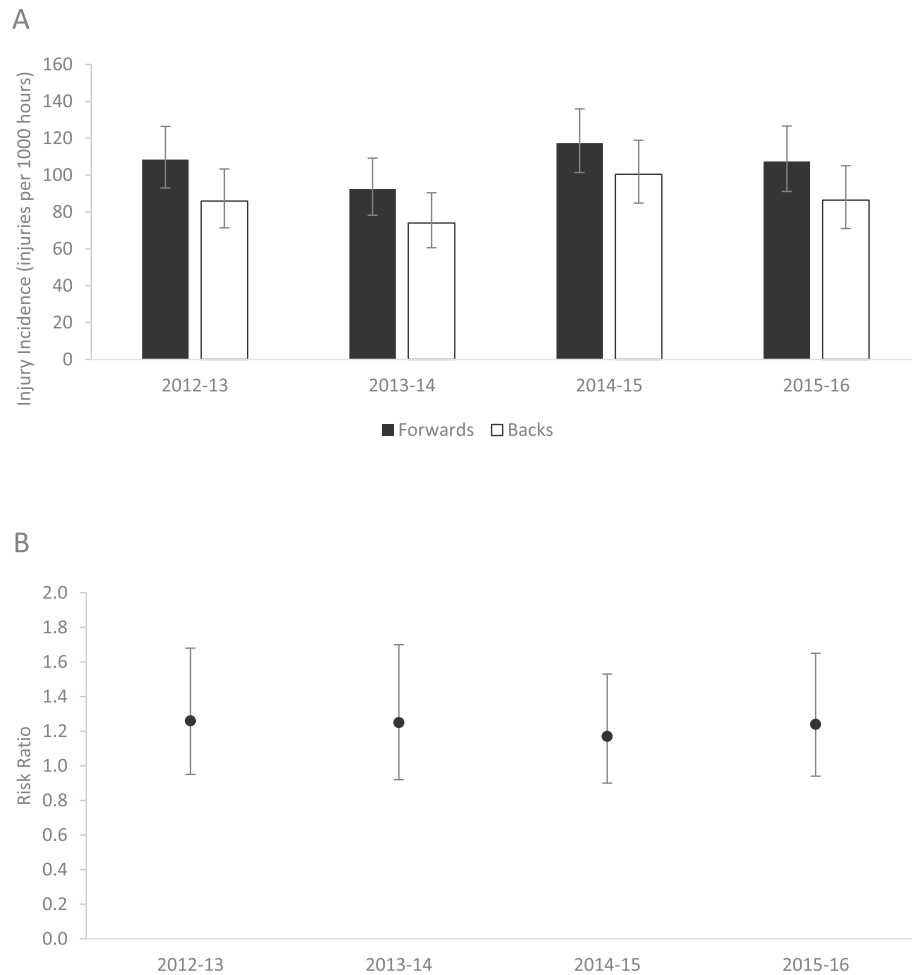 A
Injury Incidence (injuries per 1000 hours)
160
140
120
100
80
60
40
20
0
2012-13 2013-14 2014-15 2015-16
Forwards Backs
B
Risk Ratio
2.0
1.8
1.6
1.4
1.2
1.0
0.8
0.6
0.4
0.2
0.0
2012-13 2013-14 2014-15 2015-16